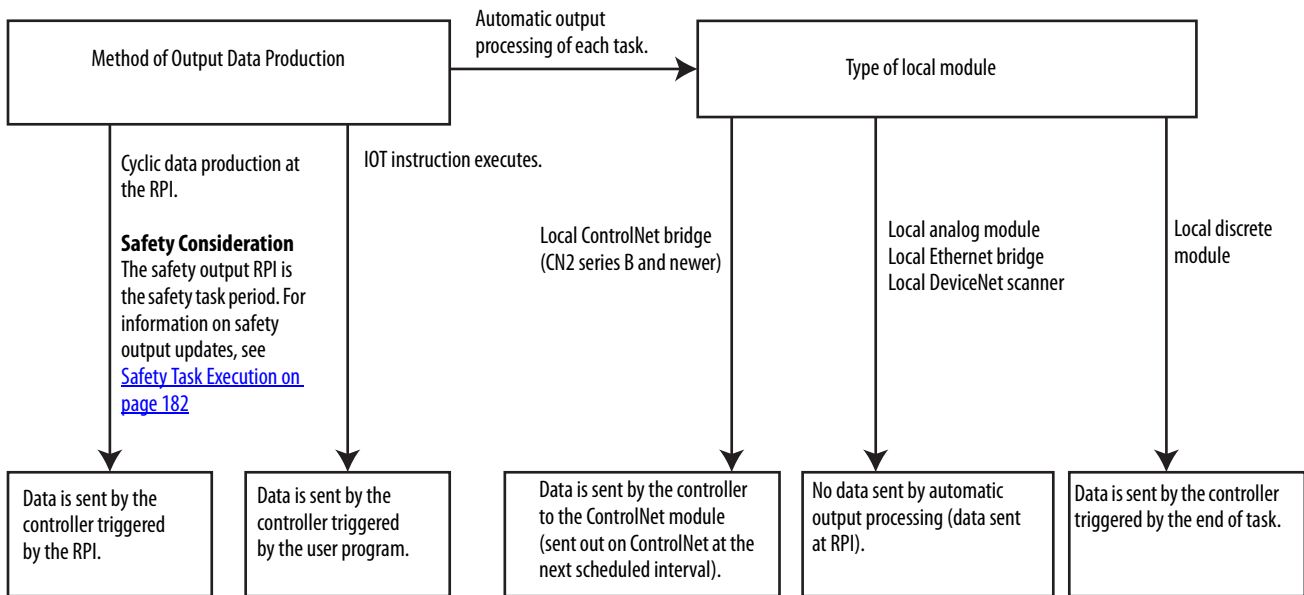 Automatic output
processing of each task.
Method of Output Data Production
Type of local module
Cyclic data production at
the RPI.
Safety Consideration
The safety output RPI is
the safety task period. For
information on safety
output updates, see
Safety Task Execution on
page 182
IOT instruction executes.
Local ControlNet bridge
(CN2 series B and newer)
Local analog module
Local Ethernet bridge
Local DeviceNet scanner
Local discrete
module
Data is sent by the
controller triggered
by the RPI.
Data is sent by the
controller triggered
by the user program.
Data is sent by the controller
to the ControlNet module
(sent out on ControlNet at the
next scheduled interval).
No data sent by automatic
output processing (data sent
at RPI).
Data is sent by the controller
triggered by the end of task.